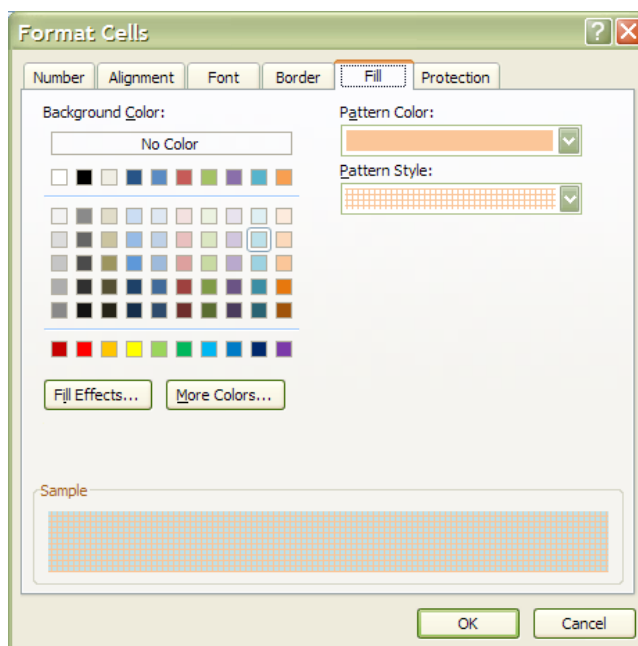 Format Cells
Number Alignment Font Border Fill Protection
Background Color:
No Color
Pattern Color:
Pattern Style:
Fill Effects...
More Colors...
Sample
OK Cancel